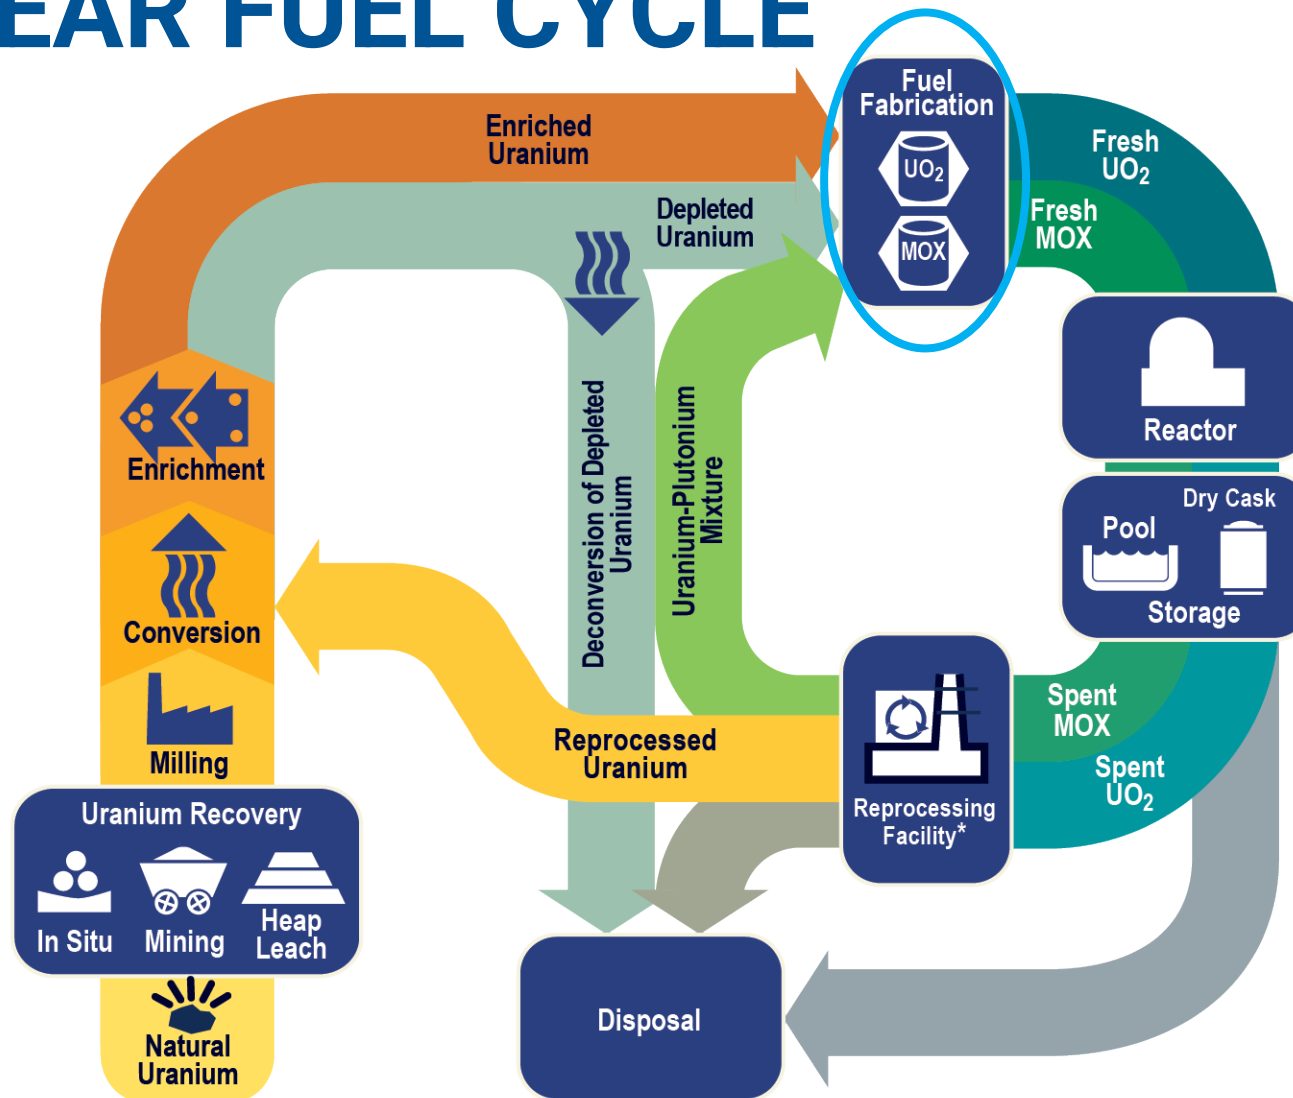 EAR FUEL CYCLE
Fuel
Fabrication
UO2
MOX
Enriched
Uranium
Depleted
Uranium
Fresh
UO2
Fresh
MOX
Reactor
Dry Cask
Pool
Storage
Deconversion of Depleted
Uranium
Uranium-Plutonium
Mixture
Enrichment
Conversion
Milling
Reprocessed
Uranium
Reprocessing
Facility*
Spent
MOX
Spent
UO2
Uranium Recovery
In Situ
Mining
Heap
Leach
Natural
Uranium
Disposal